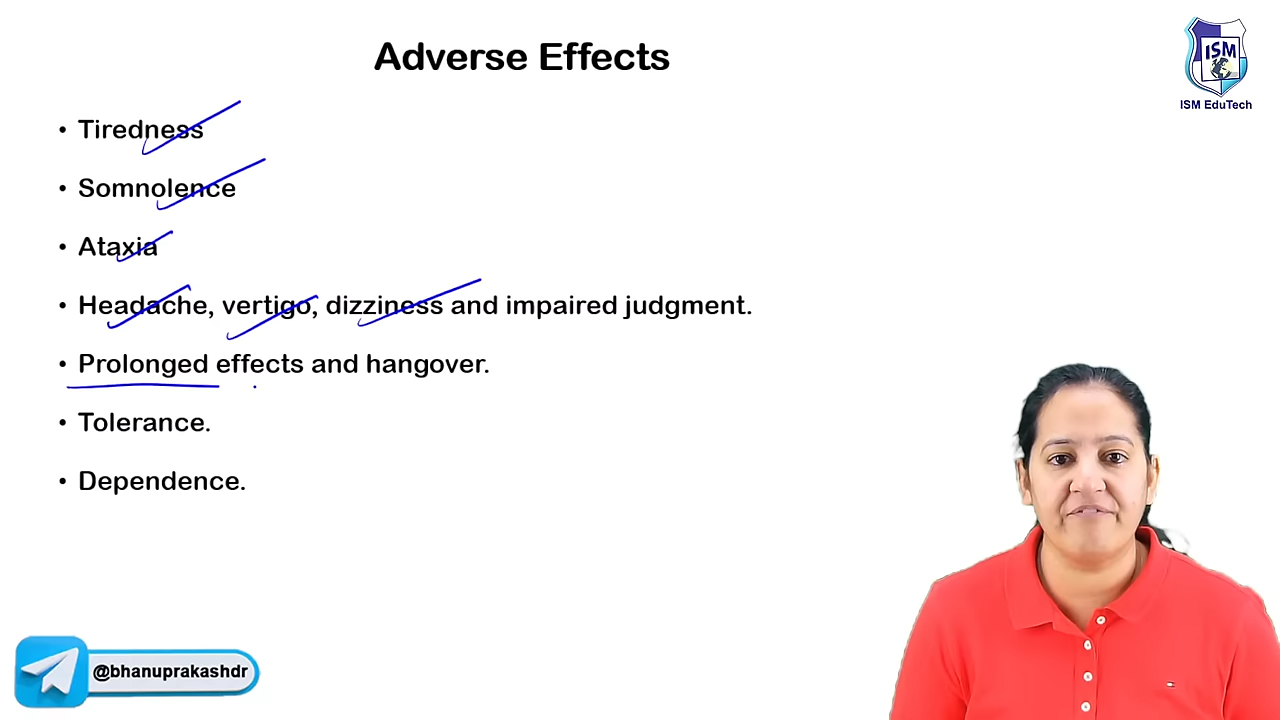 Adverse Effects
ISM
ISM EduTech
• Tiredness
• Somnolence
• Ataxia
• Headache, vertigo, dizziness and impaired judgment.
• Prolonged effects and hangover.
• Tolerance.
• Dependence.
@bhanuprakashdr